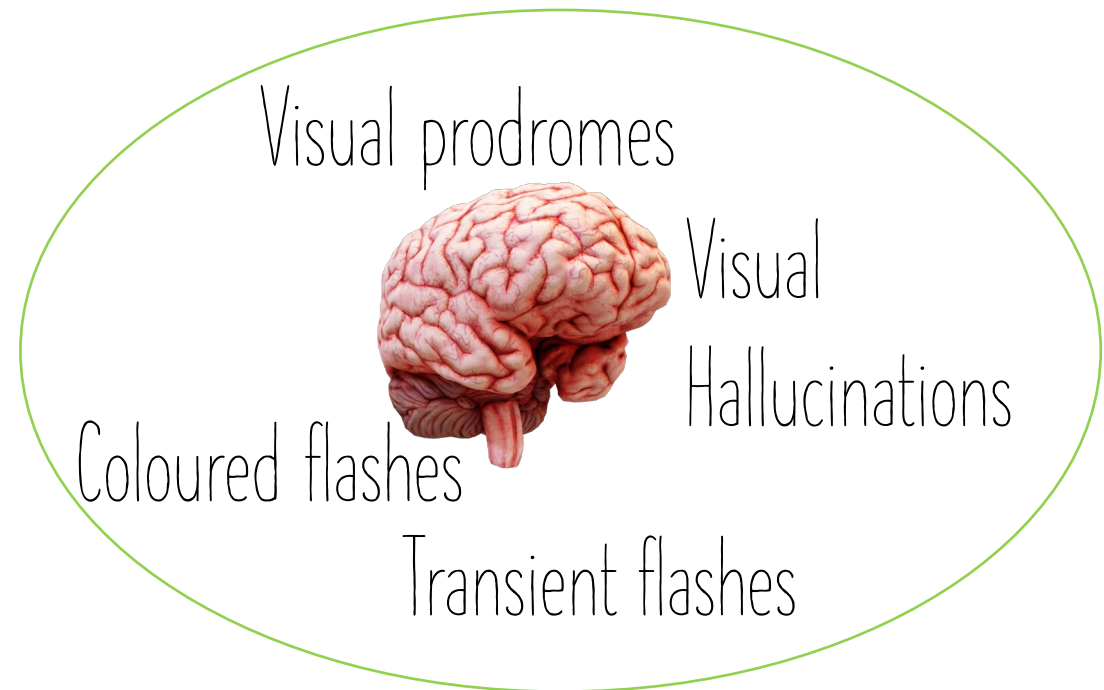 Visual prodromes
Visual
Hallucinations
Coloured flashes
Transient flashes